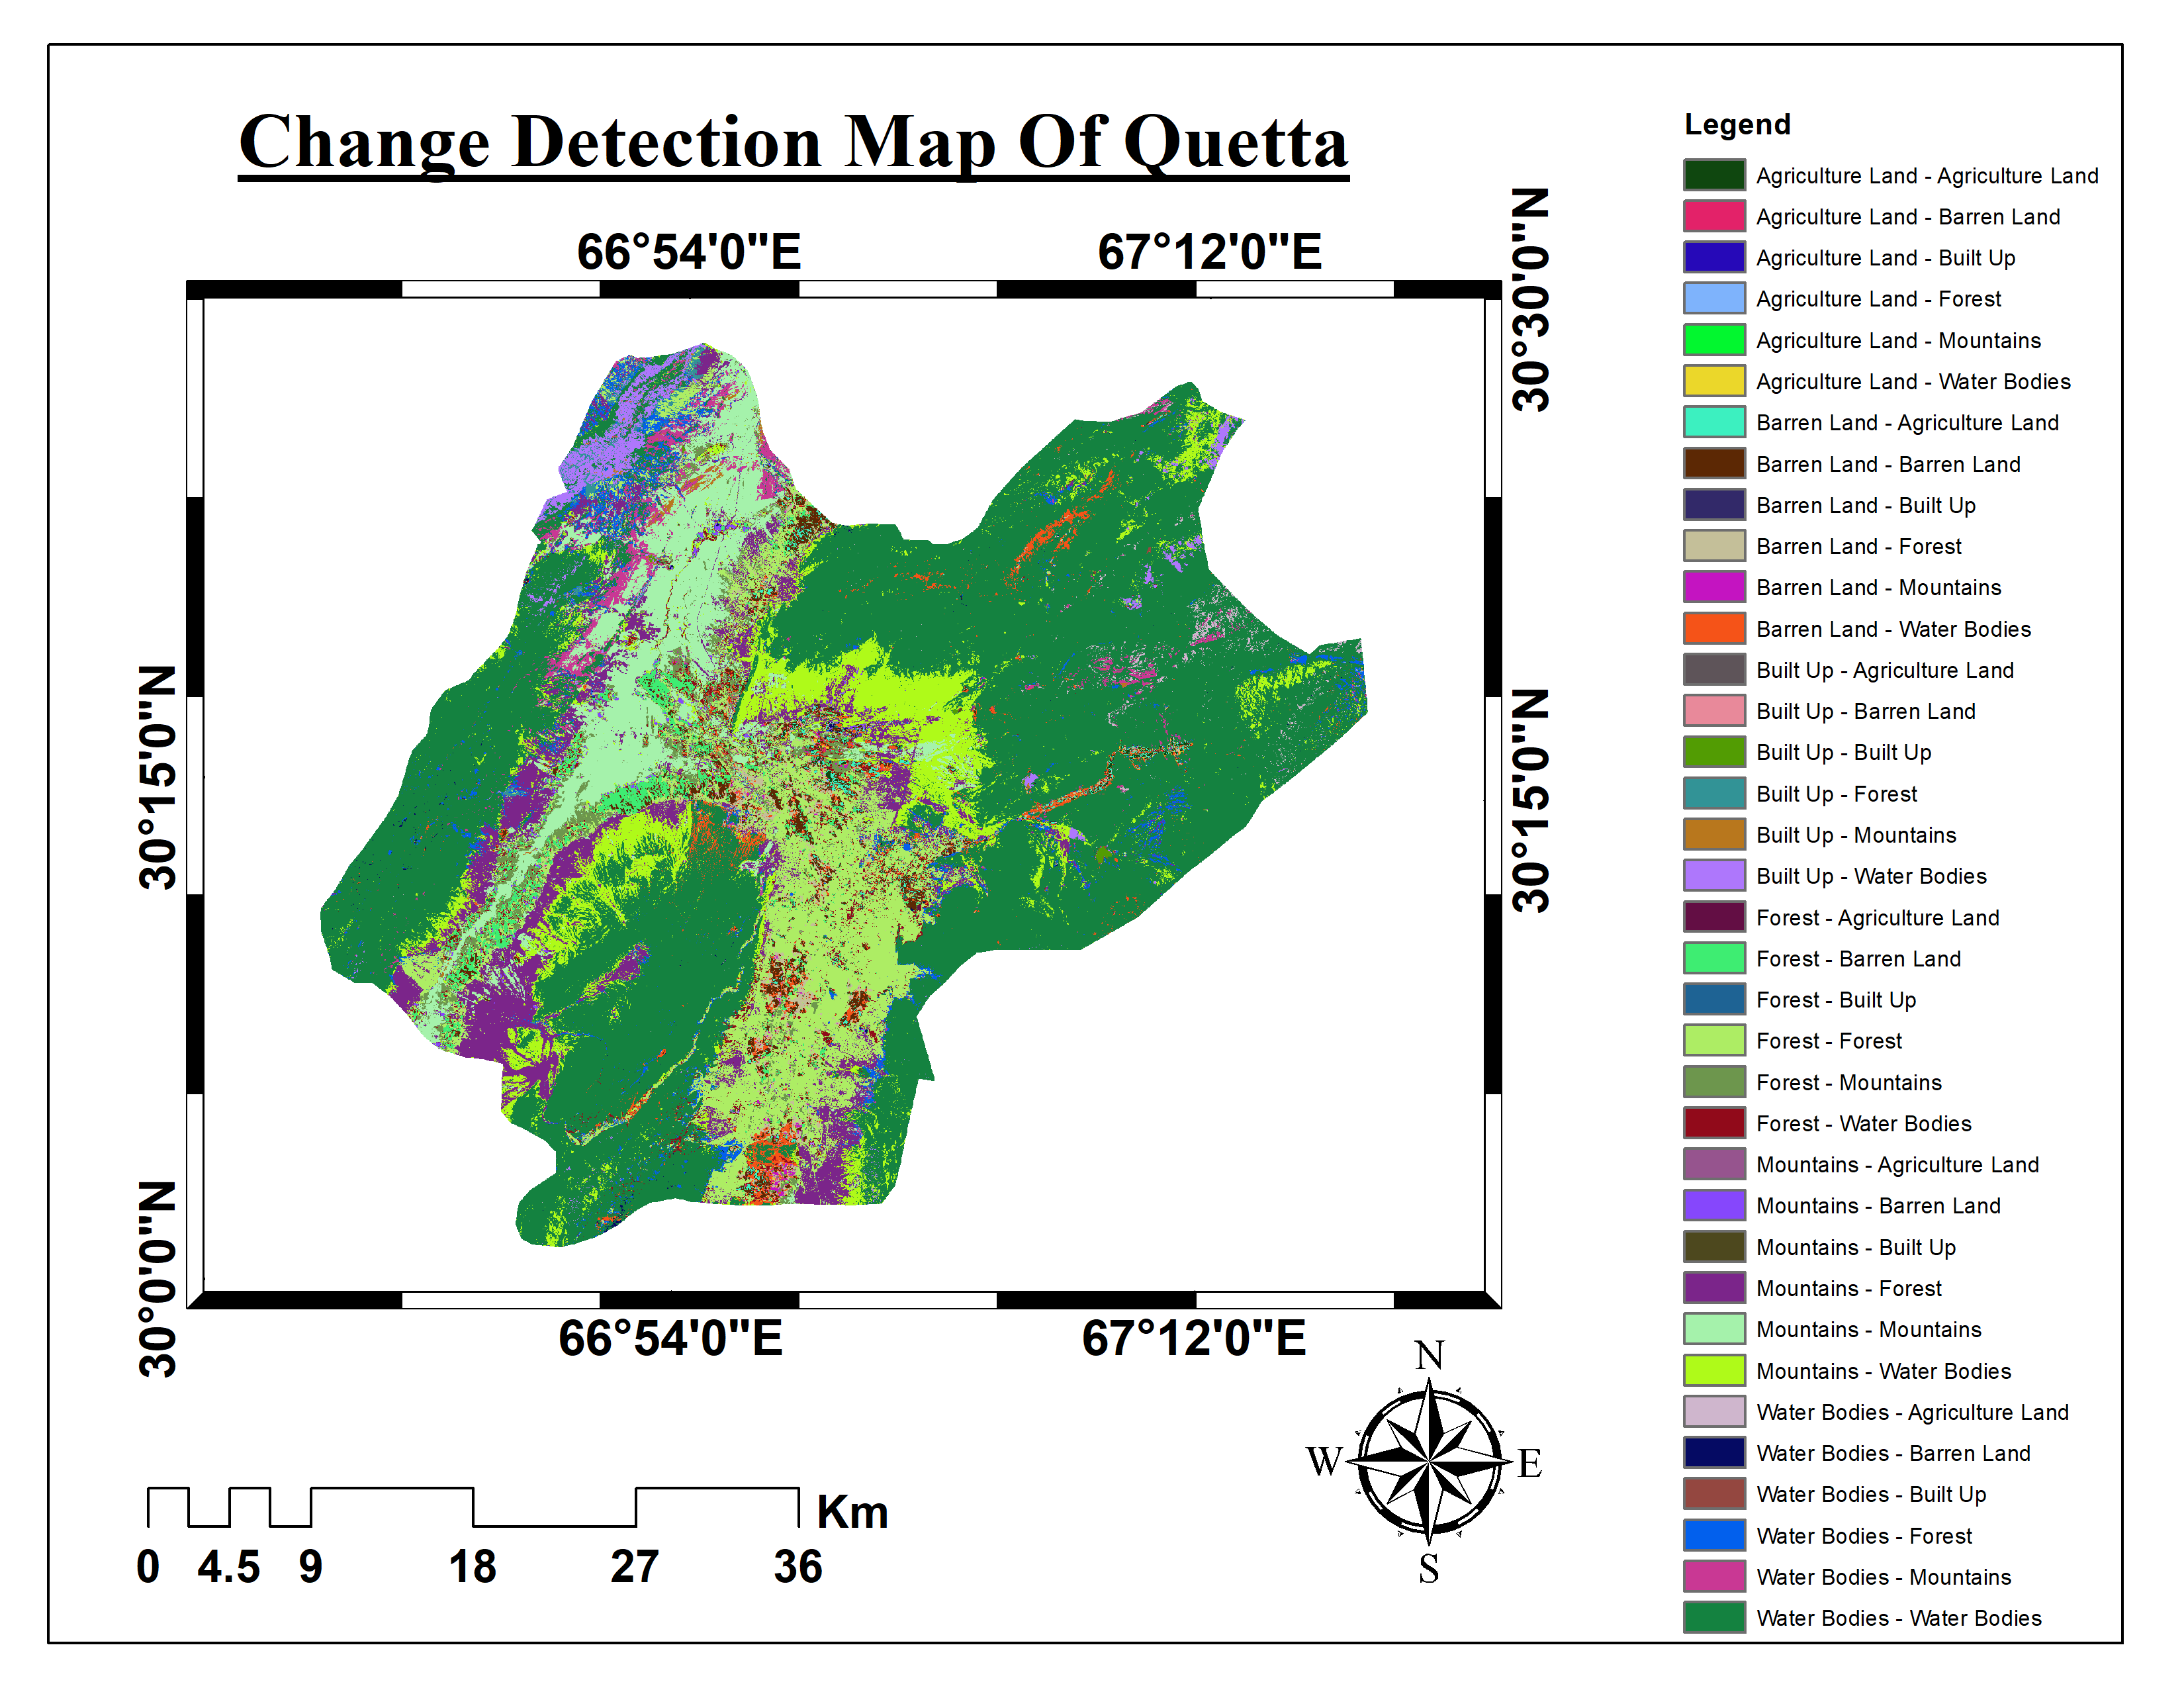 Change Detection Map Of Quetta
66°54'0"E
67°12'0"E
30°30'0"N
30°15'0"N
30°15'0"N
30°0'0"N
66°54'0"E
67°12'0"E
N
W
E
S
Km
0
4.5
9
18
27
36
Legend
Agriculture Land - Agriculture Land
Agriculture Land - Barren Land
Agriculture Land - Built Up
Agriculture Land - Forest
Agriculture Land - Mountains
Agriculture Land - Water Bodies
Barren Land - Agriculture Land
Barren Land - Barren Land
Barren Land - Built Up
Barren Land - Forest
Barren Land - Mountains
Barren Land - Water Bodies
Built Up - Agriculture Land
Built Up - Barren Land
Built Up - Built Up
Built Up - Forest
Built Up - Mountains
Built Up - Water Bodies
Forest - Agriculture Land
Forest - Barren Land
Forest - Built Up
Forest - Forest
Forest - Mountains
Forest - Water Bodies
Mountains - Agriculture Land
Mountains - Barren Land
Mountains - Built Up
Mountains - Forest
Mountains - Mountains
Mountains - Water Bodies
Water Bodies - Agriculture Land
Water Bodies - Barren Land
Water Bodies - Built Up
Water Bodies - Forest
Water Bodies - Mountains
Water Bodies - Water Bodies